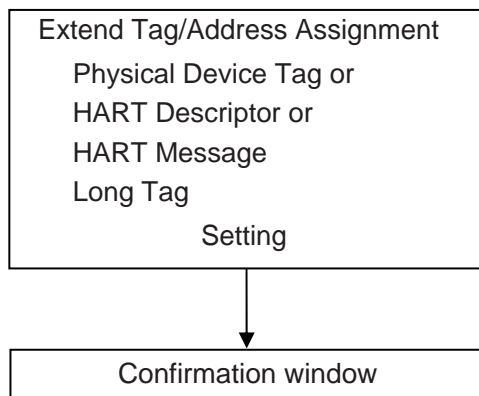 Extend Tag/Address Assignment
Physical Device Tag or
HART Descriptor or
HART Message
Long Tag
Setting
Confirmation window